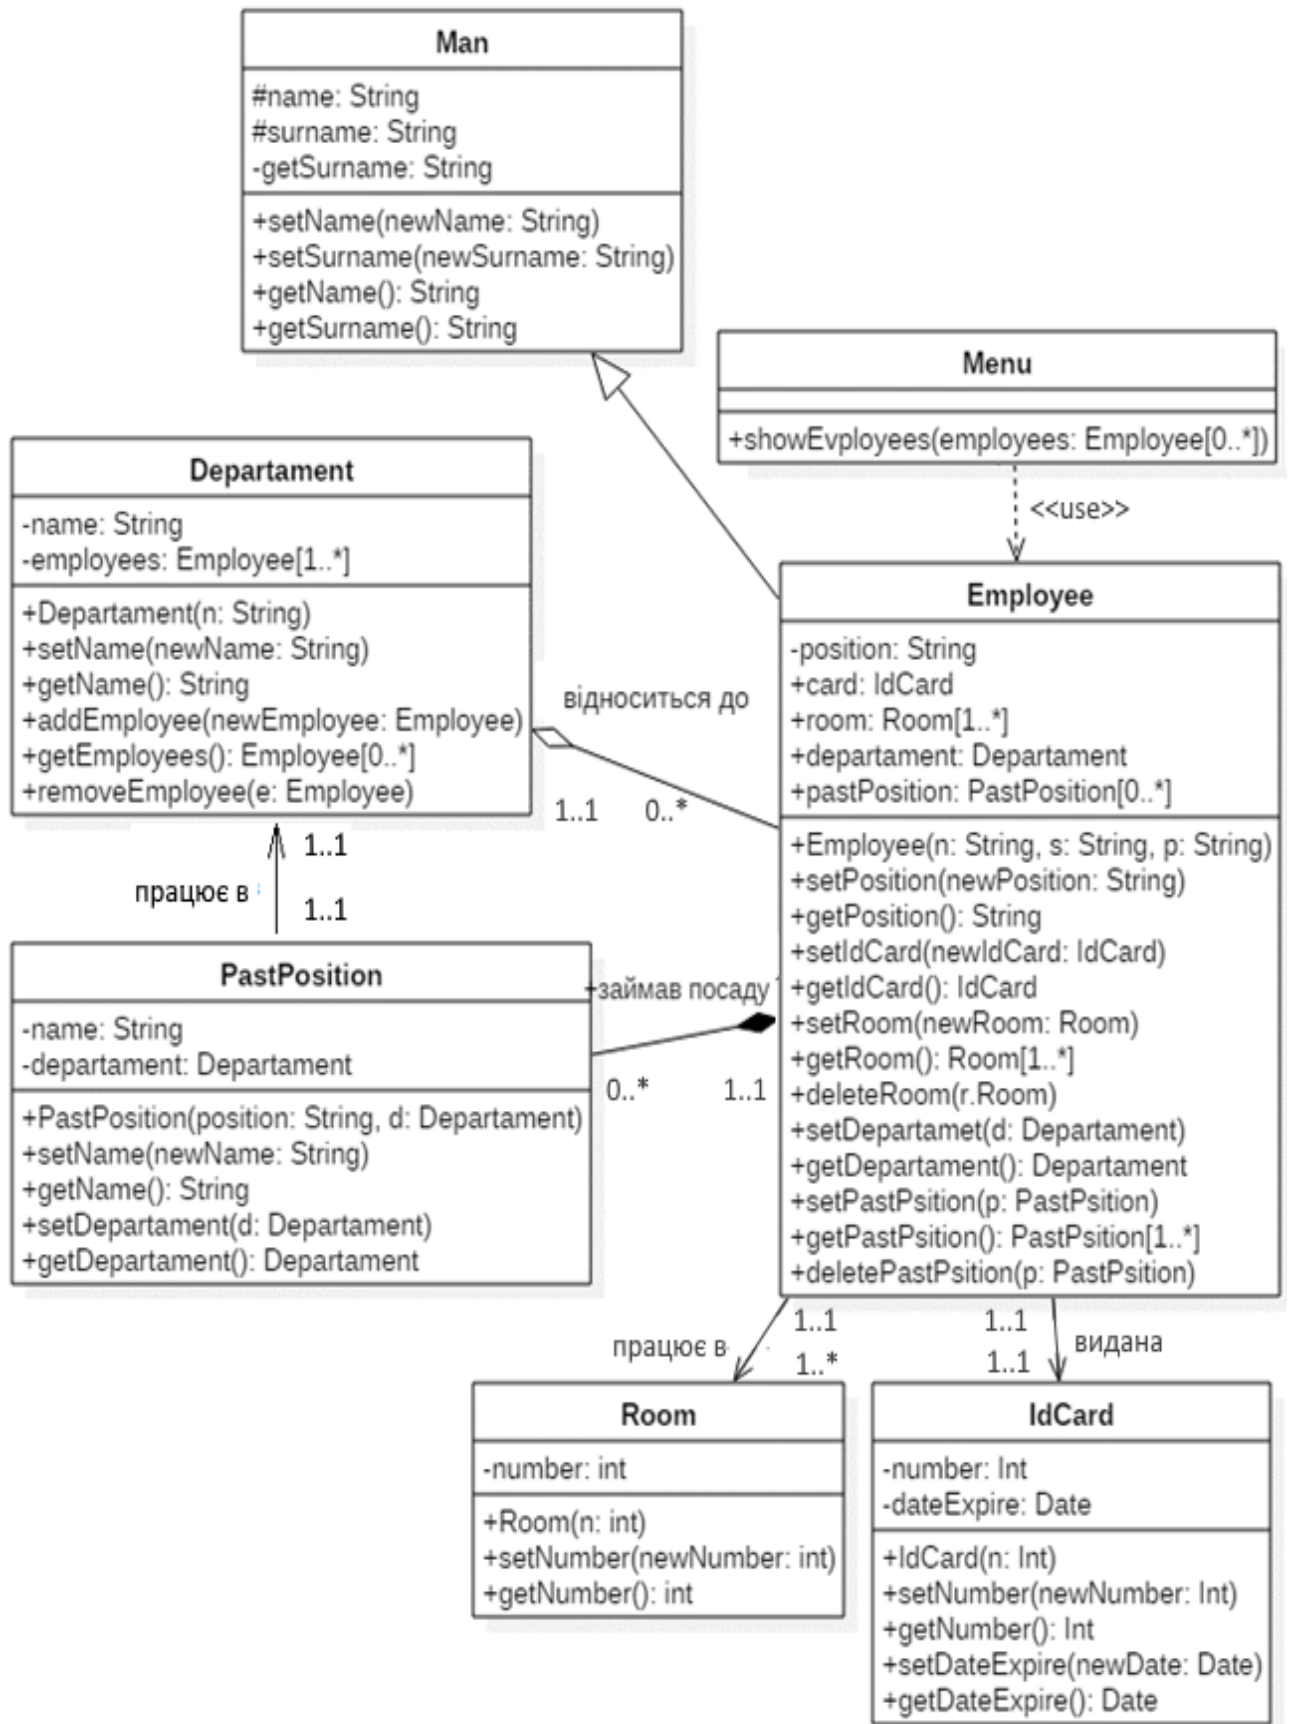 Man
#name: String
#surname: String
-getSurname: String
+setName(newName: String)
+setSurname(newSurname: String)
+getName(): String
+getSurname(): String
Menu
+showEvployees(employees: Employee[0..*])
<<use>>
Departament
-name: String
-employees: Employee[1..*]
+Departament(n: String)
+setName(newName: String)
+getName(): String
+addEmployee(newEmployee: Employee)
+getEmployees(): Employee[0..*]
+removeEmployee(e: Employee)
відноситься до
1..1 0..*
Employee
-position: String
+card: IdCard
+room: Room[1..*]
+departament: Departament
+pastPosition: PastPosition[0..*]
+Employee(n: String, s: String, p: String)
+setPosition(newPosition: String)
+getPosition(): String
+setIdCard(newIdCard: IdCard)
+getIdCard(): IdCard
+setRoom(newRoom: Room)
+getRoom(): Room[1..*]
+deleteRoom(r.Room)
+setDepartamet(d: Departament)
+getDepartament(): Departament
+setPastPsition(p: PastPsition)
+getPastPsition(): PastPsition[1..*]
+deletePastPsition(p: PastPsition)
1..1
працює в
1..1
PastPosition
-name: String
-departament: Departament
+PastPosition(position: String, d: Departament)
+setName(newName: String)
+getName(): String
+setDepartament(d: Departament)
+getDepartament(): Departament
+займав посаду
0..* 1..1
1..1
працює в
1..*
1..1
видана
1..1
Room
-number: int
+Room(n: int)
+setNumber(newNumber: int)
+getNumber(): int
IdCard
-number: Int
-dateExpire: Date
+IdCard(n: Int)
+setNumber(newNumber: Int)
+getNumber(): Int
+setDateExpire(newDate: Date)
+getDateExpire(): Date